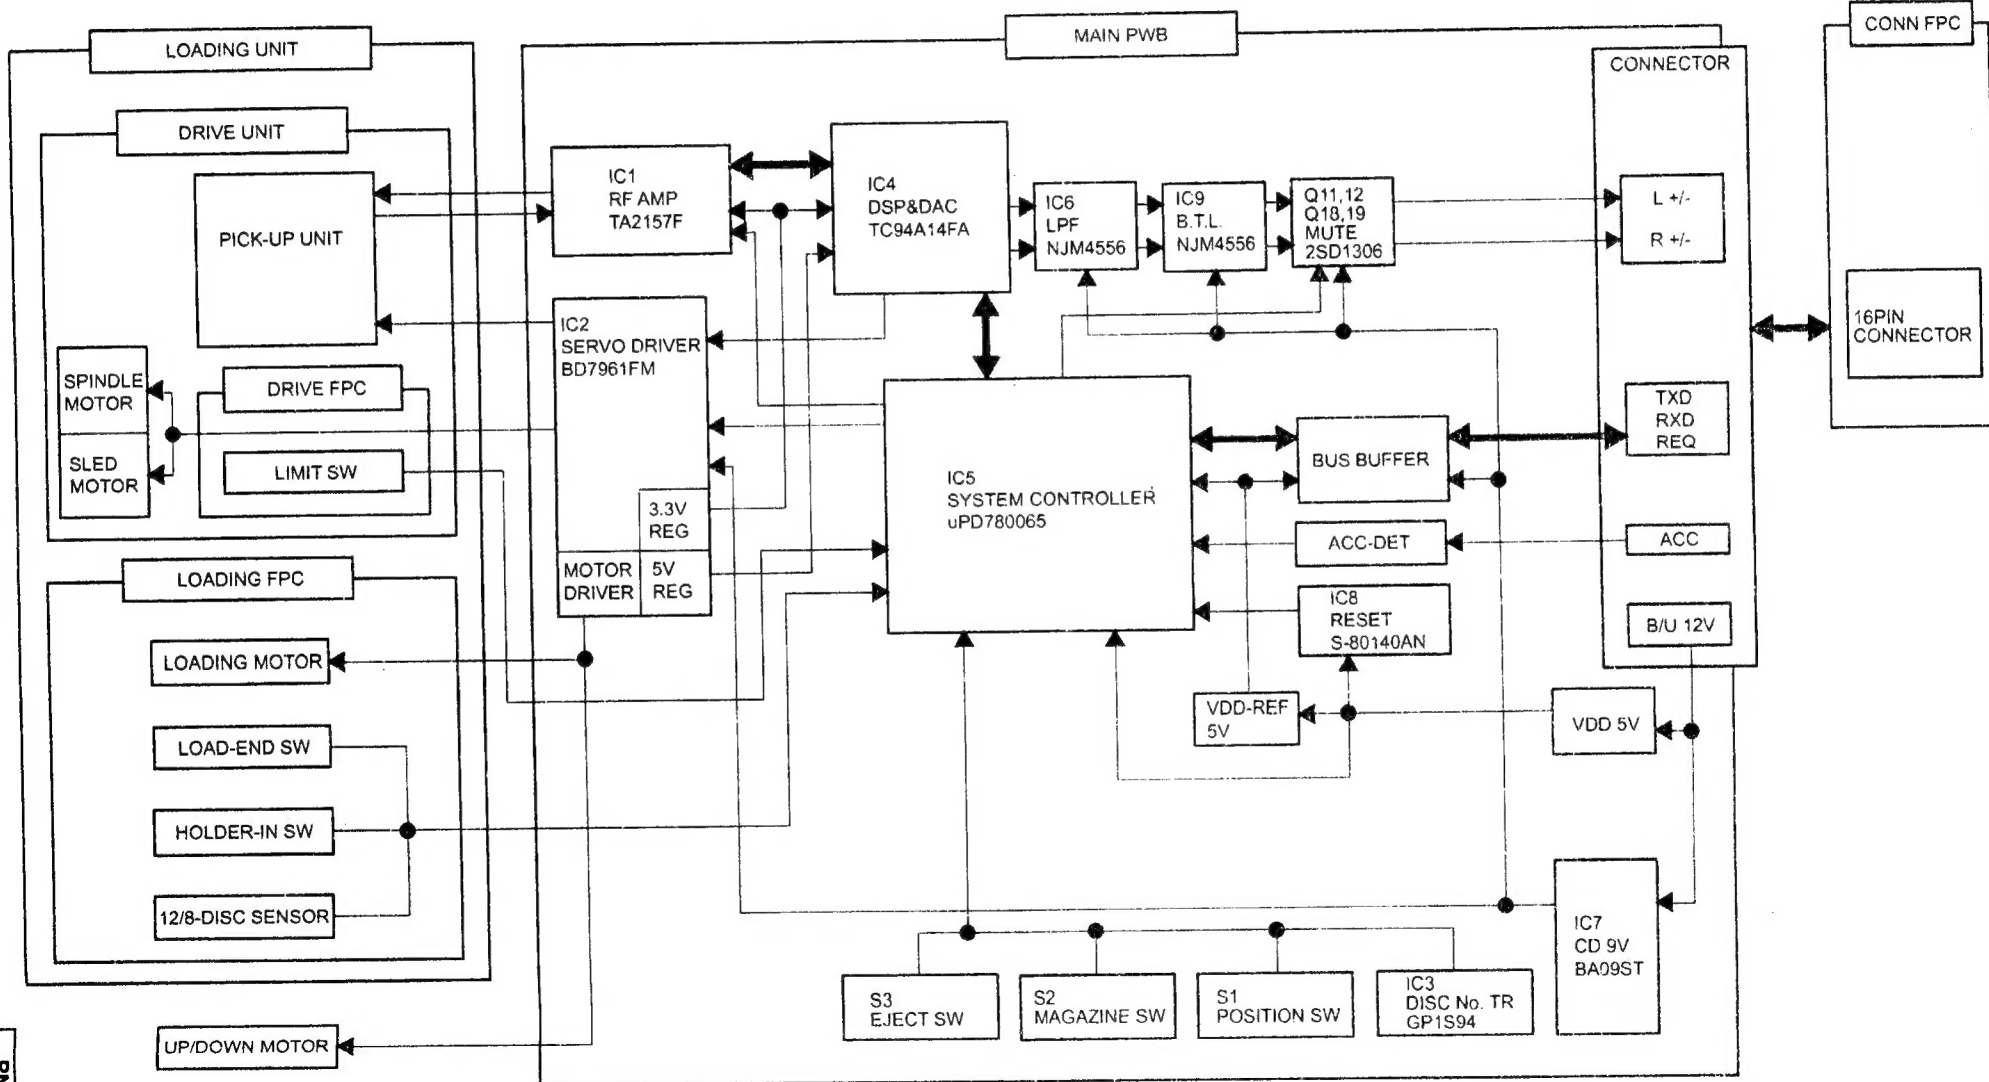 LOADING UNIT
DRIVE UNIT
PICK-UP UNIT
SPINDLE
MOTOR
SLED
MOTOR
DRIVE FPC
LIMIT SW
LOADING FPC
LOADING MOTOR
LOAD-END SW
HOLDER-IN SW
12/8-DISC SENSOR
UP/DOWN MOTOR
MAIN PWB
IC1
RF AMP
TA2157F
IC2
SERVO DRIVER
BD7961FM
3.3V
REG
MOTOR
DRIVER
5V
REG
IC4
DSP&DAC
TC94A14FA
IC6
LPF
NJM4556
IC9
B.T.L.
NJM4556
Q11,12
Q18,19
MUTE
2SD1306
IC5
SYSTEM CONTROLLER
uPD780065
BUS BUFFER
ACC-DET
IC8
RESET
S-80140AN
VDD-REF
5V
VDD 5V
IC7
CD 9V
BA09ST
S3
EJECT SW
S2
MAGAZINE SW
S1
POSITION SW
IC3
DISC No. TR
GP1S94
CONNECTOR
L +/-
R +/-
TXD
RXD
REQ
ACC
B/U 12V
CONN FPC
16PIN
CONNECTOR